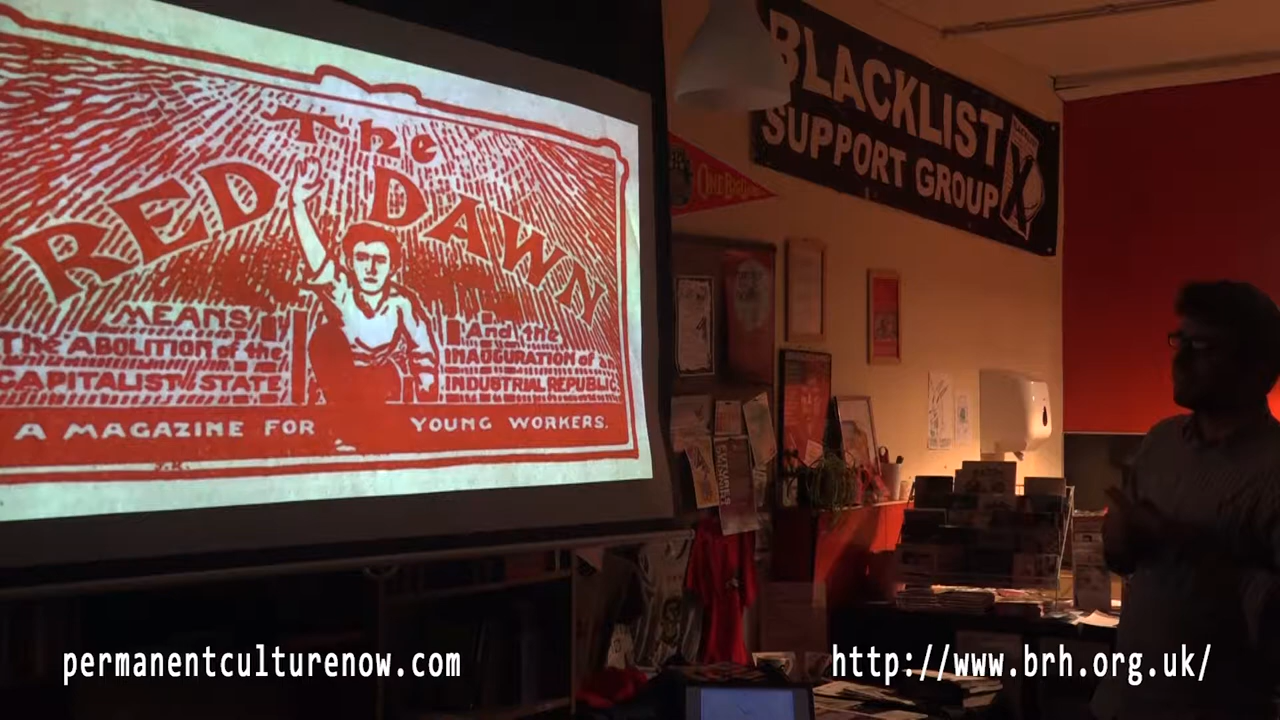 The
RED DAWN
MEANS
The ABOLITION of the
CAPITALIST STATE
And the
INAUGURATION of an
INDUSTRIAL REPUBLIC
A MAGAZINE FOR YOUNG WORKERS.
BLACKLIST
SUPPORT GROUP
permanentculturenow.com
http://www.brh.org.uk/